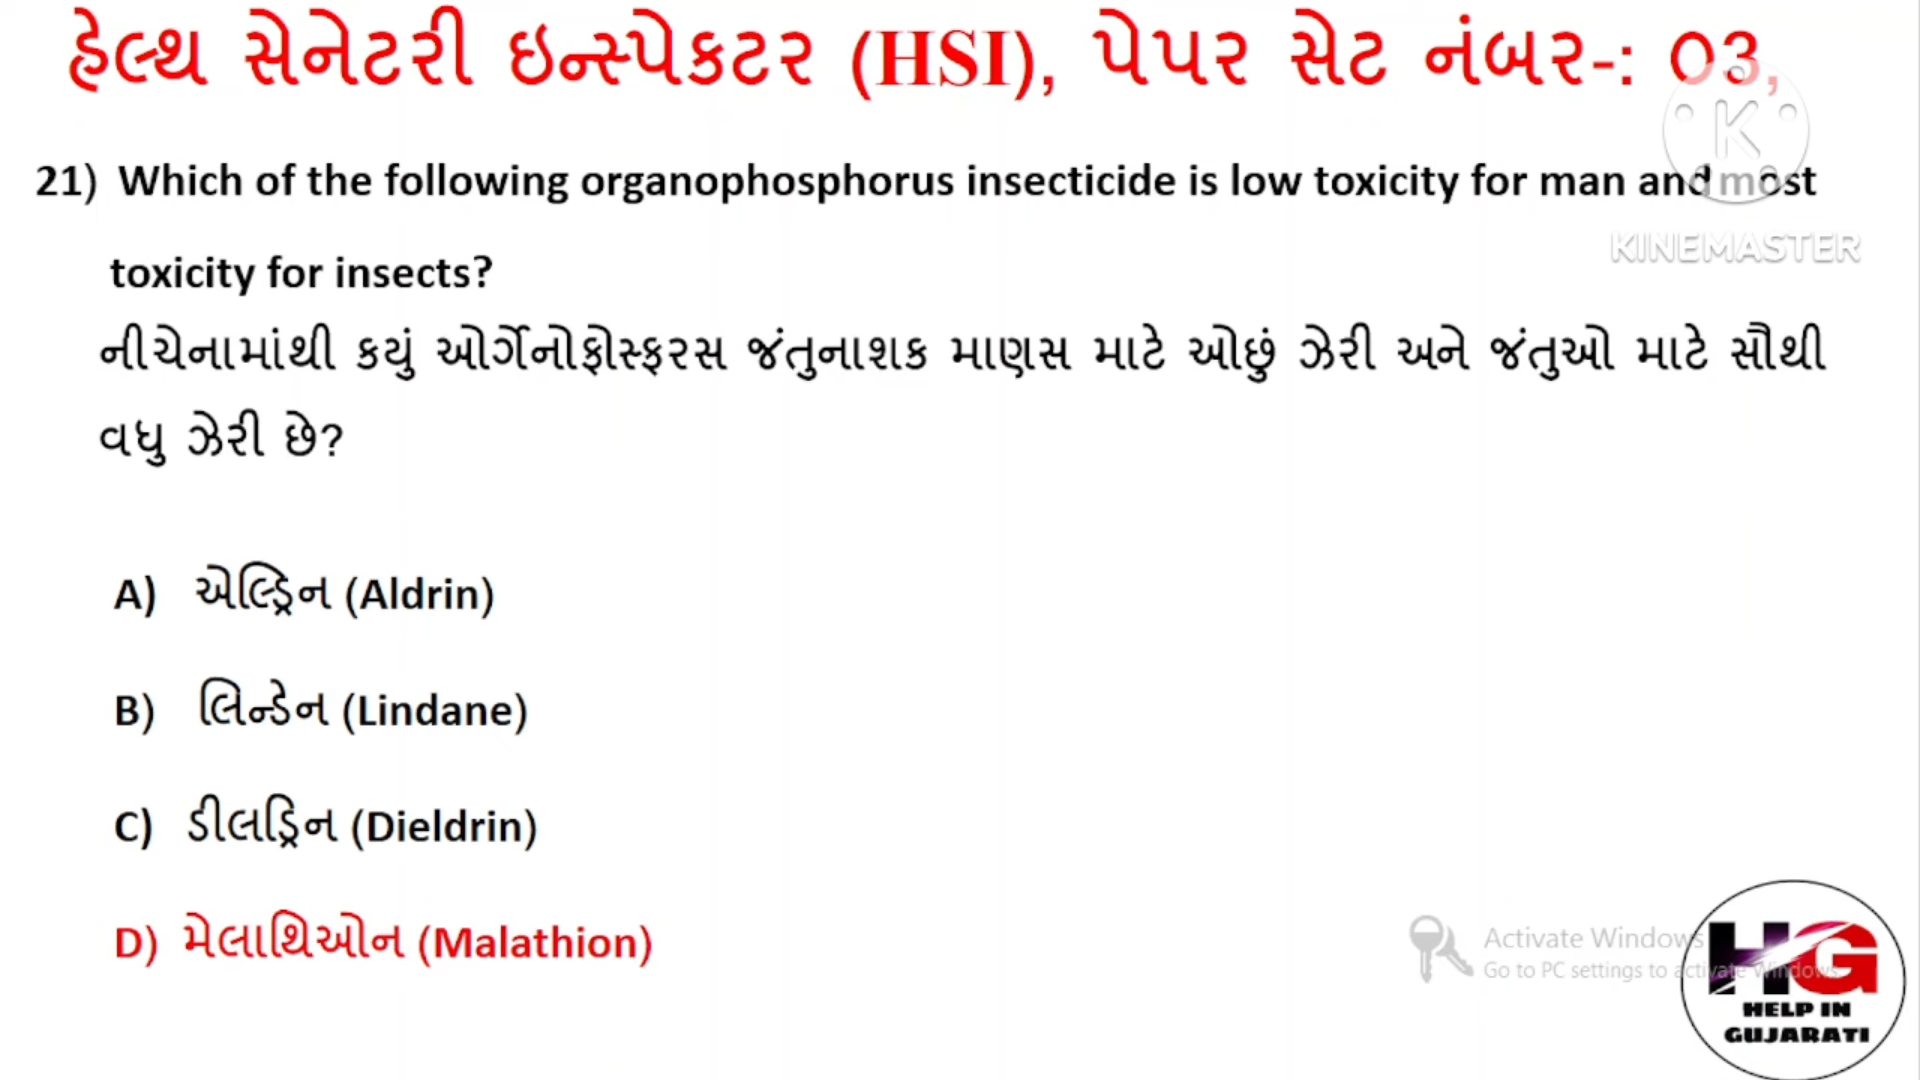 હેલ્થ સેનેટરી ઇન્સ્પેકટર (HSI), પેપર સેટ નંબર-: 03,
K
21) Which of the following organophosphorus insecticide is low toxicity for man and most
KINEMASTER
toxicity for insects?
નીચેનામાંથી કયું ઓર્ગેનોફોસ્ફરસ જંતુનાશક માણસ માટે ઓછું ઝેરી અને જંતુઓ માટે સૌથી
વધુ ઝેરી છે?
A) એલ્ડ્રિન (Aldrin)
B) લિન્ડેન (Lindane)
C) ડીલડ્રિન (Dieldrin)
D) મેલાથિઓન (Malathion)
Activate Windows
Go to PC settings to activate Windows
HG
HELP IN
GUJARATI